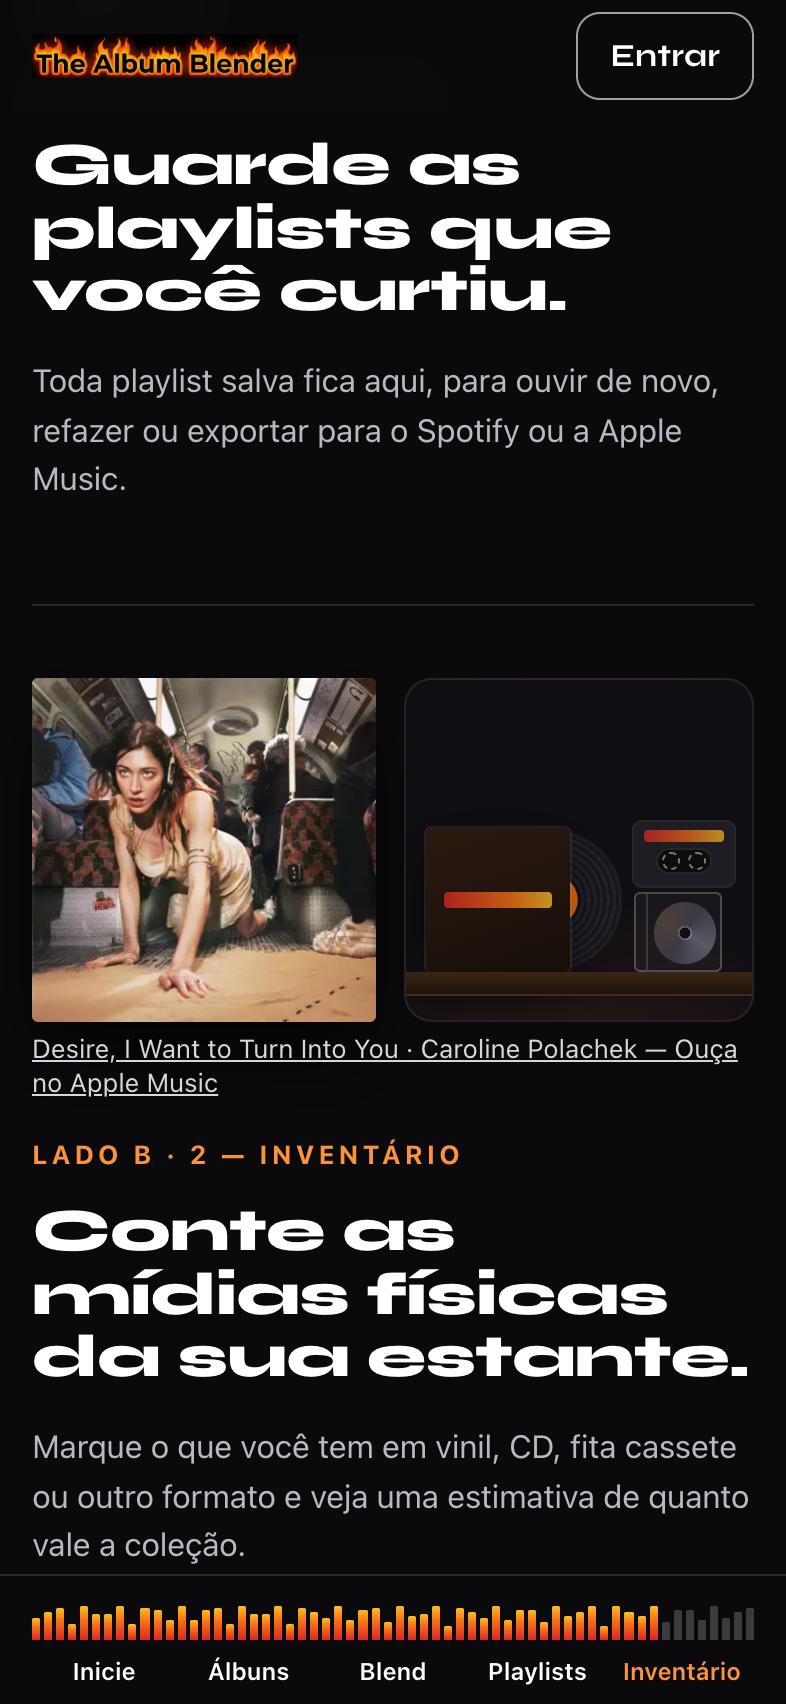 The Album Blender
Entrar
Guarde as
playlists que
você curtiu.
Toda playlist salva fica aqui, para ouvir de novo,
refazer ou exportar para o Spotify ou a Apple
Music.
Desire, I Want to Turn Into You · Caroline Polachek — Ouça
no Apple Music
LADO B · 2 — INVENTÁRIO
Conte as
mídias físicas
da sua estante.
Marque o que você tem em vinil, CD, fita cassete
ou outro formato e veja uma estimativa de quanto
vale a coleção.
Inicie
Álbuns
Blend
Playlists
Inventário